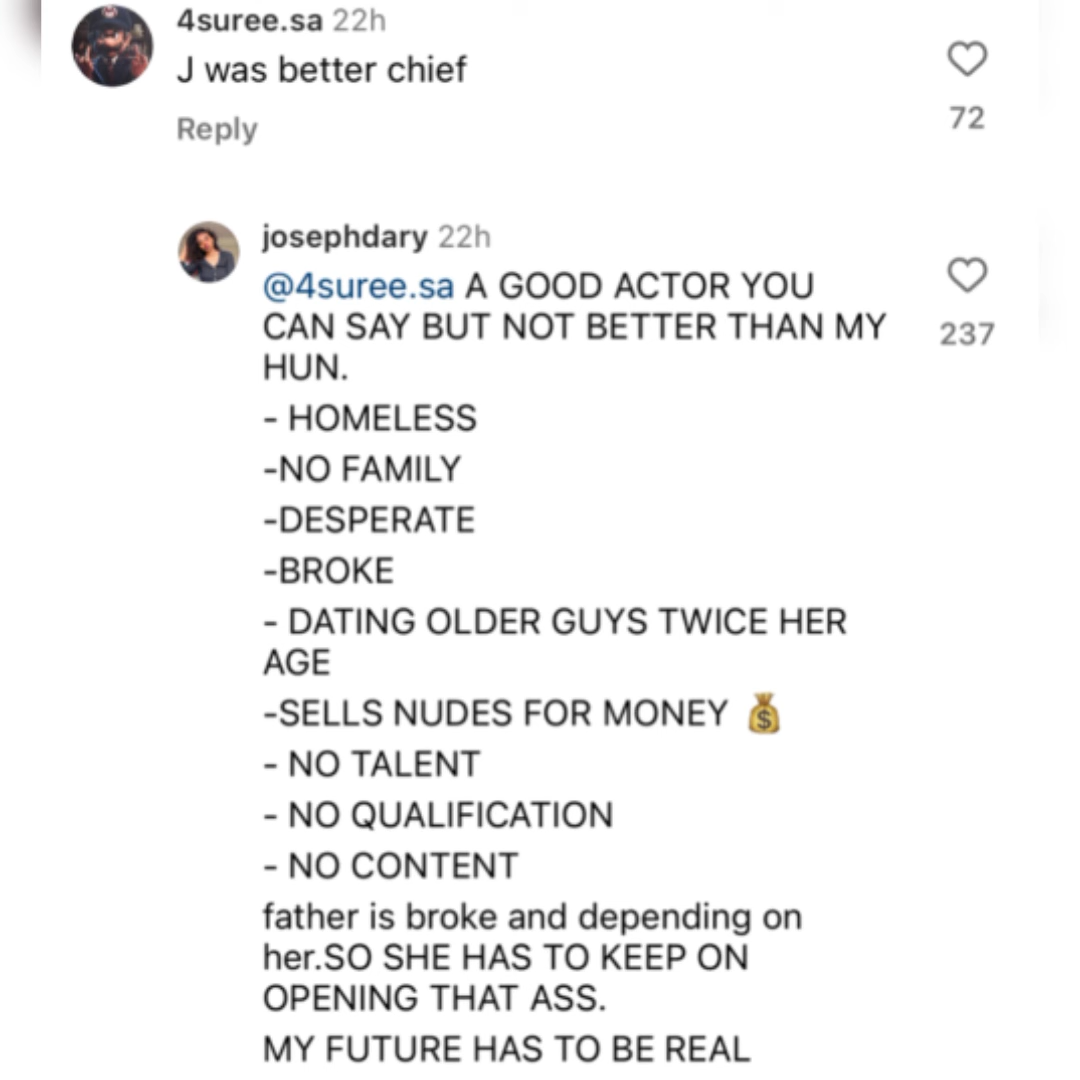 4suree.sa 22h
J was better chief
72
Reply
josephdary 22h
@4suree.sa A GOOD ACTOR YOU
CAN SAY BUT NOT BETTER THAN MY
237
HUN.
- HOMELESS
-NO FAMILY
-DESPERATE
-BROKE
- DATING OLDER GUYS TWICE HER
AGE
-SELLS NUDES FOR MONEY 💰
- NO TALENT
- NO QUALIFICATION
- NO CONTENT
father is broke and depending on
her.SO SHE HAS TO KEEP ON
OPENING THAT ASS.
MY FUTURE HAS TO BE REAL